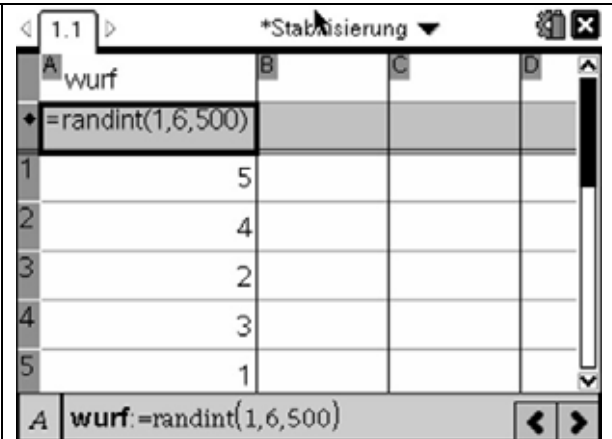 1.1 *Stabilisierung
A wurf B C D
=randint(1,6,500)
1 5
2 4
3 2
4 3
5 1
A wurf:=randint(1,6,500)